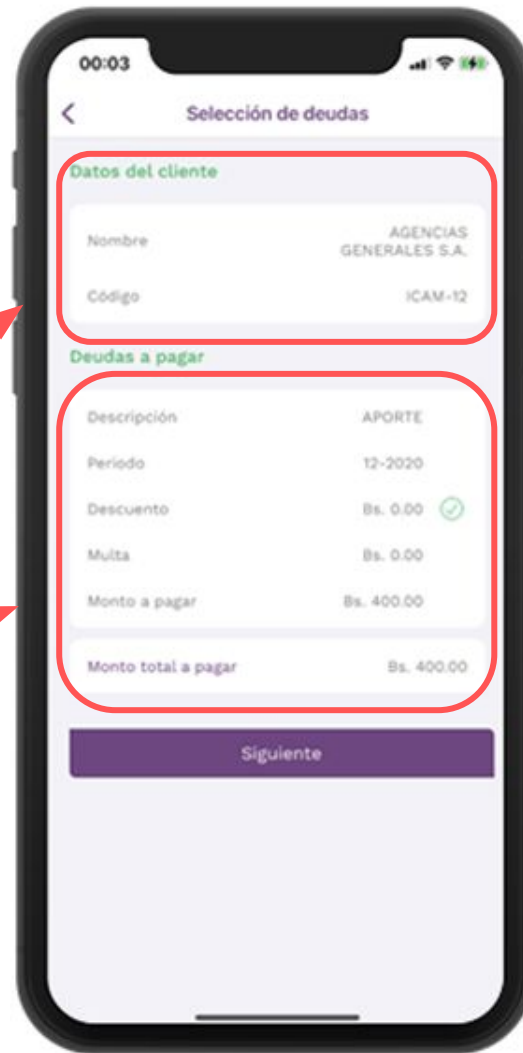 00:03
Selección de deudas
Datos del cliente
Nombre AGENCIAS
GENERALES S.A.
Código ICAM-12
Deudas a pagar
Descripción APORTE
Periodo 12-2020
Descuento Bs. 0.00
Multa Bs. 0.00
Monto a pagar Bs. 400.00
Monto total a pagar Bs. 400.00
Siguiente